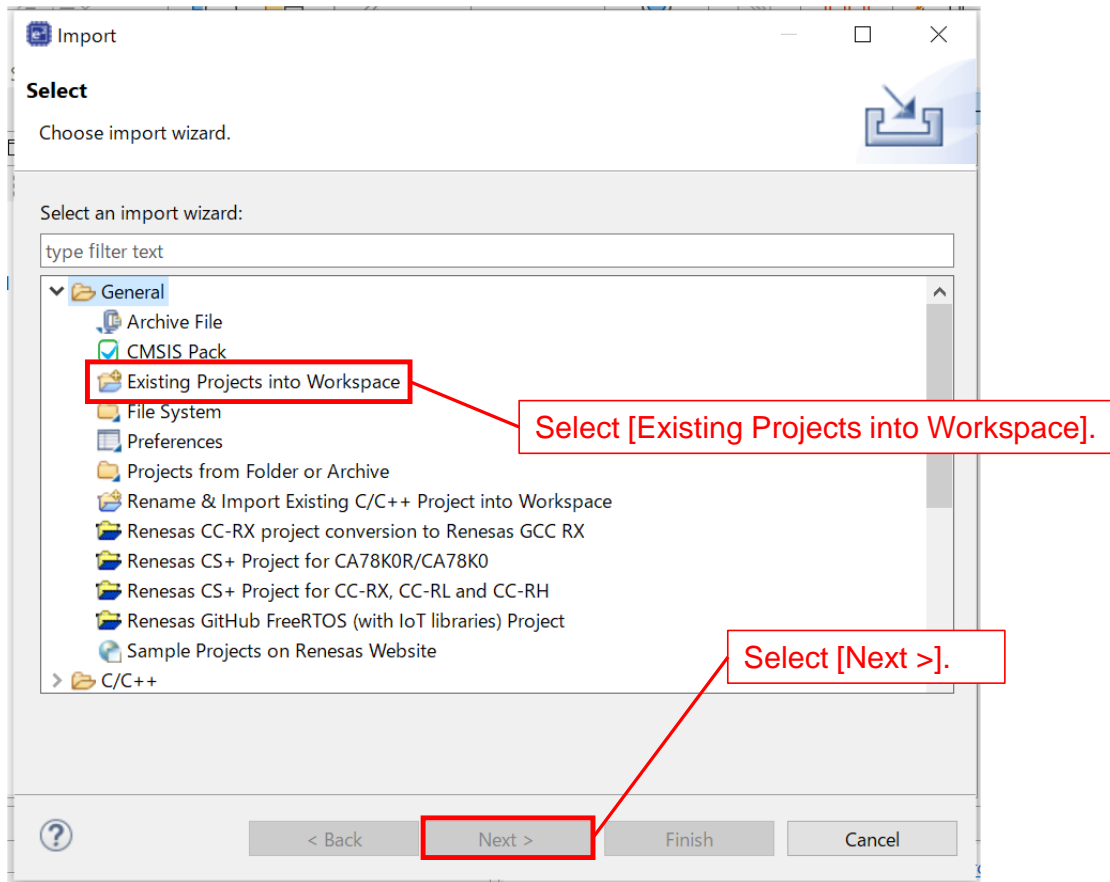 Import
Select
Choose import wizard.
Select an import wizard:
type filter text
General
Archive File
CMSIS Pack
Existing Projects into Workspace
File System
Select [Existing Projects into Workspace].
Preferences
Projects from Folder or Archive
Rename & Import Existing C/C++ Project into Workspace
Renesas CC-RX project conversion to Renesas GCC RX
Renesas CS+ Project for CA78K0R/CA78K0
Renesas CS+ Project for CC-RX, CC-RL and CC-RH
Renesas GitHub FreeRTOS (with IoT libraries) Project
Sample Projects on Renesas Website
Select [Next >].
C/C++
< Back
Next >
Finish
Cancel